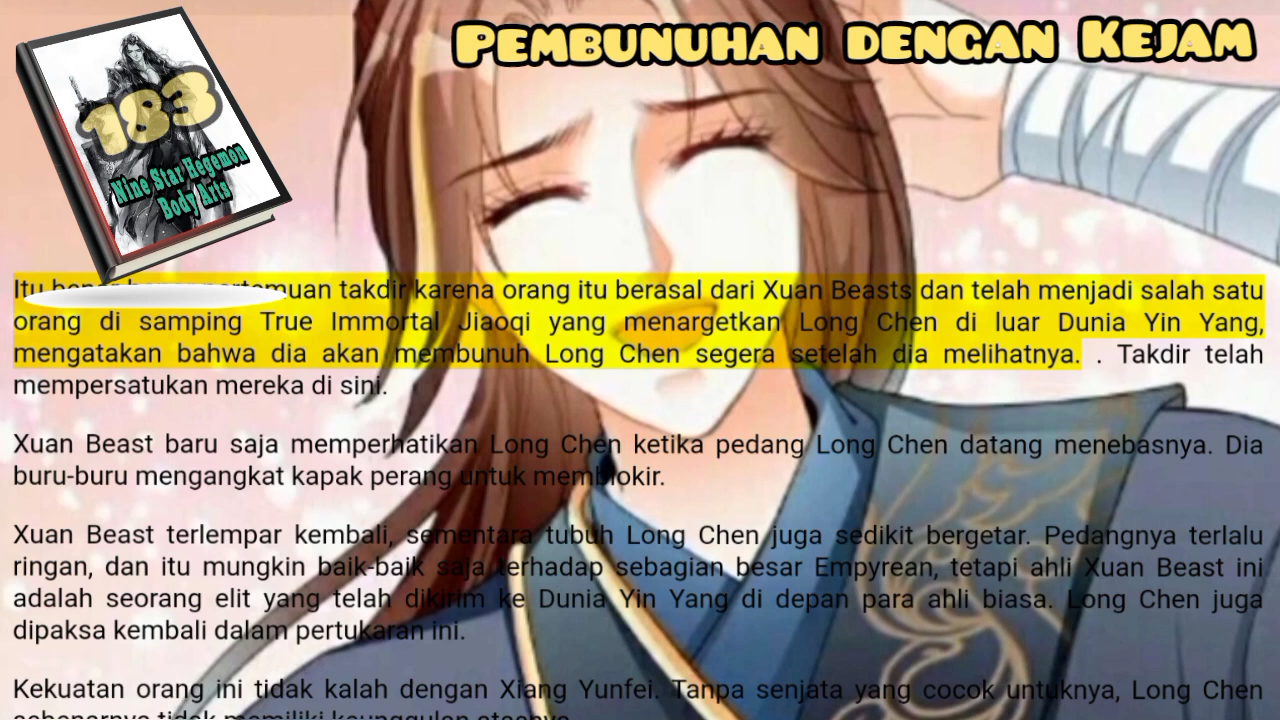 Pembunuhan dengan Kejam
183
Nine Star Hegemon
Body Arts
Itu pertemuan takdir karena orang itu berasal dari Xuan Beasts dan telah menjadi salah satu
orang di samping True Immortal Jiaoqi yang menargetkan Long Chen di luar Dunia Yin Yang,
mengatakan bahwa dia akan membunuh Long Chen segera setelah dia melihatnya. . Takdir telah
mempersatukan mereka di sini.
Xuan Beast baru saja memperhatikan Long Chen ketika pedang Long Chen datang menebasnya. Dia
buru-buru mengangkat kapak perang untuk memblokir.
Xuan Beast terlempar kembali, sementara tubuh Long Chen juga sedikit bergetar. Pedangnya terlalu
ringan, dan itu mungkin baik-baik saja terhadap sebagian besar Empyrean, tetapi ahli Xuan Beast ini
adalah seorang elit yang telah dikirim ke Dunia Yin Yang di depan para ahli biasa. Long Chen juga
dipaksa kembali dalam pertukaran ini.
Kekuatan orang ini tidak kalah dengan Xiang Yunfei. Tanpa senjata yang cocok untuknya, Long Chen